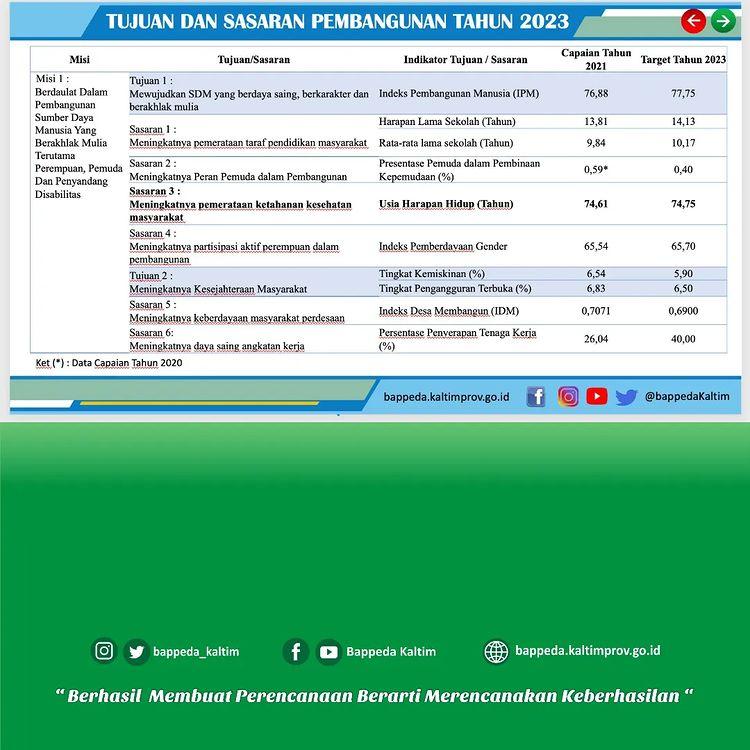 TUJUAN DAN SASARAN PEMBANGUNAN TAHUN 2023
Misi
Tujuan/Sasaran
Indikator Tujuan / Sasaran
Capaian Tahun
2021
Target Tahun 2023
Misi 1 :
Berdaulat Dalam
Pembangunan
Sumber Daya
Manusia Yang
Berakhlak Mulia
Terutama
Perempuan, Pemuda
Dan Penyandang
Disabilitas
Tujuan 1 :
Mewujudkan SDM yang berdaya saing, berkarakter dan
berakhlak mulia
Indeks Pembangunan Manusia (IPM)
76,88
77,75
Sasaran 1 :
Meningkatnya pemerataan taraf pendidikan masyarakat
Harapan Lama Sekolah (Tahun)
13,81
14,13
Rata-rata lama sekolah (Tahun)
9,84
10,17
Sasaran 2 :
Meningkatnya Peran Pemuda dalam Pembangunan
Presentase Pemuda dalam Pembinaan
Kepemudaan (%)
0,59*
0,40
Sasaran 3 :
Meningkatnya pemerataan ketahanan kesehatan
masyarakat
Usia Harapan Hidup (Tahun)
74,61
74,75
Sasaran 4 :
Meningkatnya partisipasi aktif perempuan dalam
pembangunan
Indeks Pemberdayaan Gender
65,54
65,70
Tujuan 2 :
Meningkatnya Kesejahteraan Masyarakat
Tingkat Kemiskinan (%)
6,54
5,90
Tingkat Pengangguran Terbuka (%)
6,83
6,50
Sasaran 5 :
Meningkatnya keberdayaan masyarakat perdesaan
Indeks Desa Membangun (IDM)
0,7071
0,6900
Sasaran 6:
Meningkatnya daya saing angkatan kerja
Persentase Penyerapan Tenaga Kerja
(%)
26,04
40,00
Ket (*) : Data Capaian Tahun 2020
bappeda.kaltimprov.go.id
@bappedaKaltim
bappeda_kaltim
Bappeda Kaltim
bappeda.kaltimprov.go.id
“ Berhasil Membuat Perencanaan Berarti Merencanakan Keberhasilan “